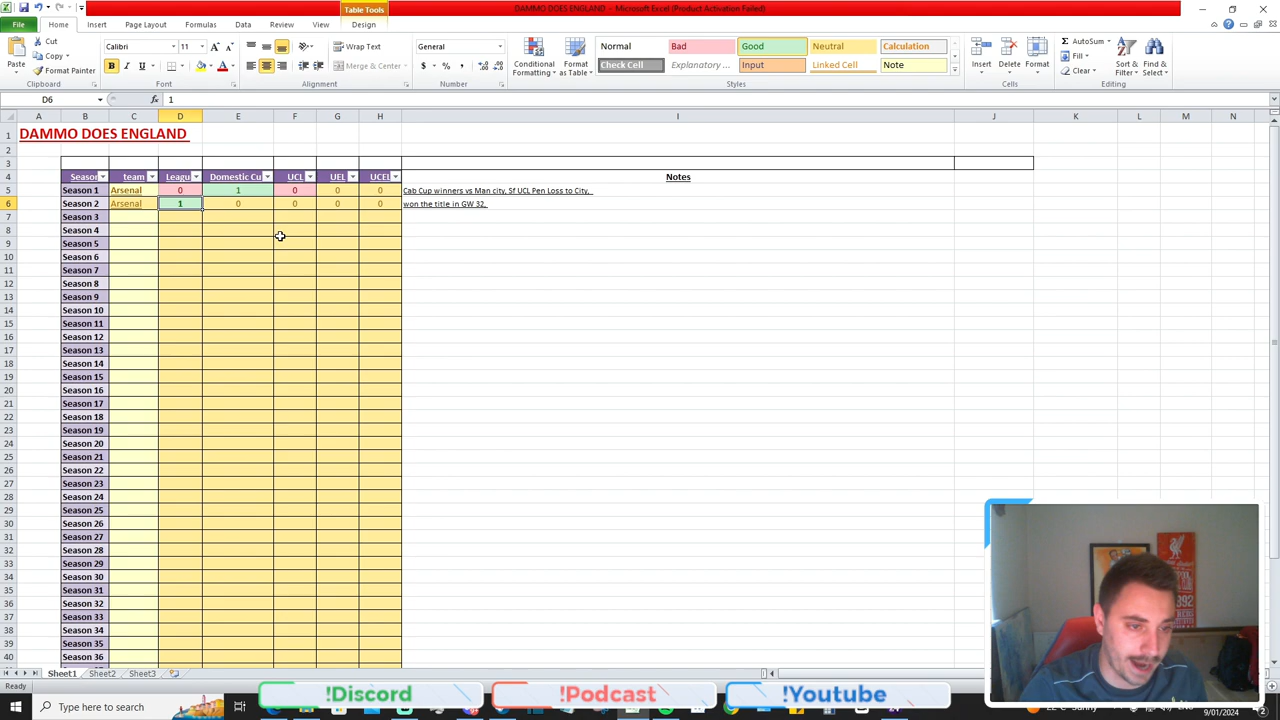 DAMMO DOES ENGLAND - Microsoft Excel (Product Activation Failed)
Table Tools
File Home Insert Page Layout Formulas Data Review View Design
Paste Cut Copy Format Painter Clipboard
Calibri 11 Font
Wrap Text Merge & Center Alignment
General Number
Conditional Formatting Format as Table
Normal Bad Good Neutral Calculation
Check Cell Explanatory ... Input Linked Cell Note
Styles
Insert Delete Format Cells
AutoSum Fill Clear Sort & Filter Find & Select Editing
D6 fx 1
A B C D E F G H I J K L M N
1 DAMMO DOES ENGLAND
2
3
4 Season team Leagu Domestic Cu UCL UEL UCEL Notes
5 Season 1 Arsenal 0 1 0 0 0 Cab Cup winners vs Man city, Sf UCL Pen Loss to City,
6 Season 2 Arsenal 1 0 0 0 0 won the title in GW 32,
7 Season 3
8 Season 4
9 Season 5
10 Season 6
11 Season 7
12 Season 8
13 Season 9
14 Season 10
15 Season 11
16 Season 12
17 Season 13
18 Season 14
19 Season 15
20 Season 16
21 Season 17
22 Season 18
23 Season 19
24 Season 20
25 Season 21
26 Season 22
27 Season 23
28 Season 24
29 Season 25
30 Season 26
31 Season 27
32 Season 28
33 Season 29
34 Season 30
35 Season 31
36 Season 32
37 Season 33
38 Season 34
39 Season 35
40 Season 36
Sheet1 Sheet2 Sheet3
Ready
!Discord !Podcast !Youtube
Type here to search
Sunny
9/01/2024